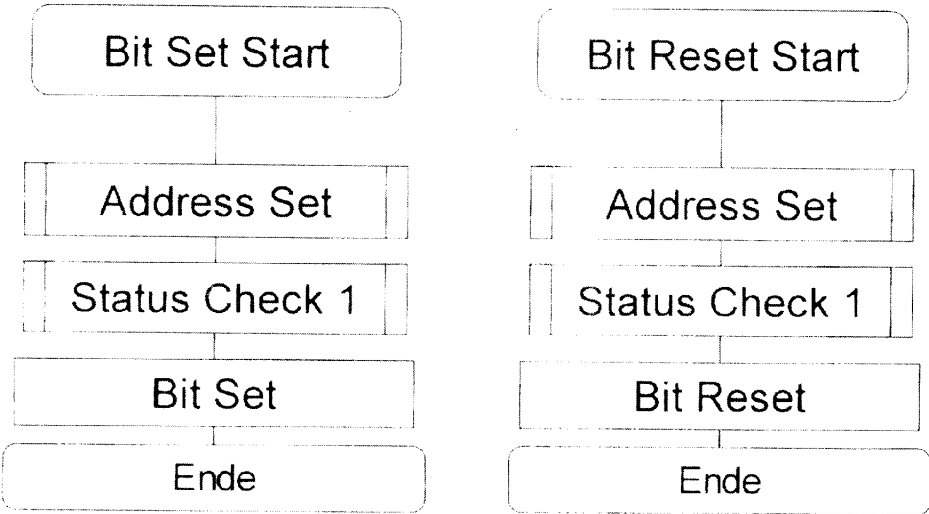 Bit Set Start
Address Set
Status Check 1
Bit Set
Ende
Bit Reset Start
Address Set
Status Check 1
Bit Reset
Ende